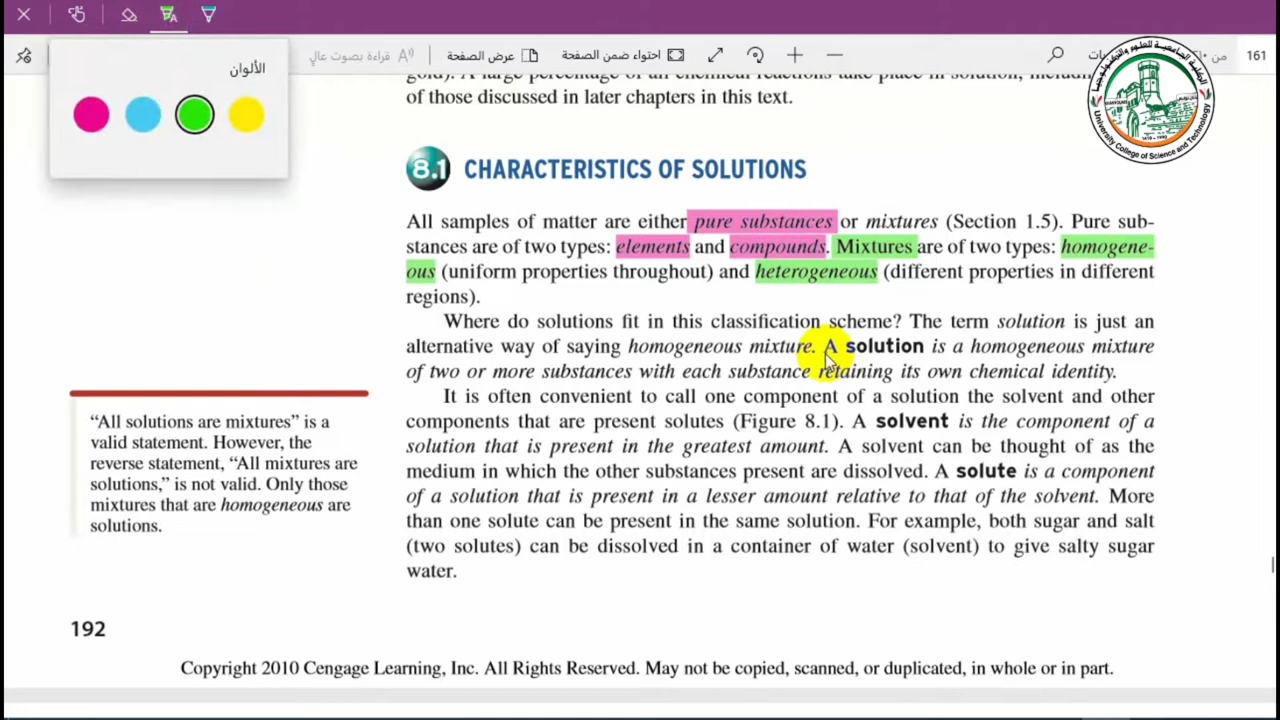 الألوان
قراءة بصوت عالٍ
عرض الصفحة
احتواء ضمن الصفحة
من
161
University College of Science and Technology
of those discussed in later chapters in this text.
8.1 CHARACTERISTICS OF SOLUTIONS
All samples of matter are either pure substances or mixtures (Section 1.5). Pure sub-
stances are of two types: elements and compounds. Mixtures are of two types: homogene-
ous (uniform properties throughout) and heterogeneous (different properties in different
regions).
Where do solutions fit in this classification scheme? The term solution is just an
alternative way of saying homogeneous mixture. A solution is a homogeneous mixture
of two or more substances with each substance retaining its own chemical identity.
It is often convenient to call one component of a solution the solvent and other
components that are present solutes (Figure 8.1). A solvent is the component of a
solution that is present in the greatest amount. A solvent can be thought of as the
medium in which the other substances present are dissolved. A solute is a component
of a solution that is present in a lesser amount relative to that of the solvent. More
than one solute can be present in the same solution. For example, both sugar and salt
(two solutes) can be dissolved in a container of water (solvent) to give salty sugar
water.
“All solutions are mixtures” is a
valid statement. However, the
reverse statement, “All mixtures are
solutions,” is not valid. Only those
mixtures that are homogeneous are
solutions.
192
Copyright 2010 Cengage Learning, Inc. All Rights Reserved. May not be copied, scanned, or duplicated, in whole or in part.